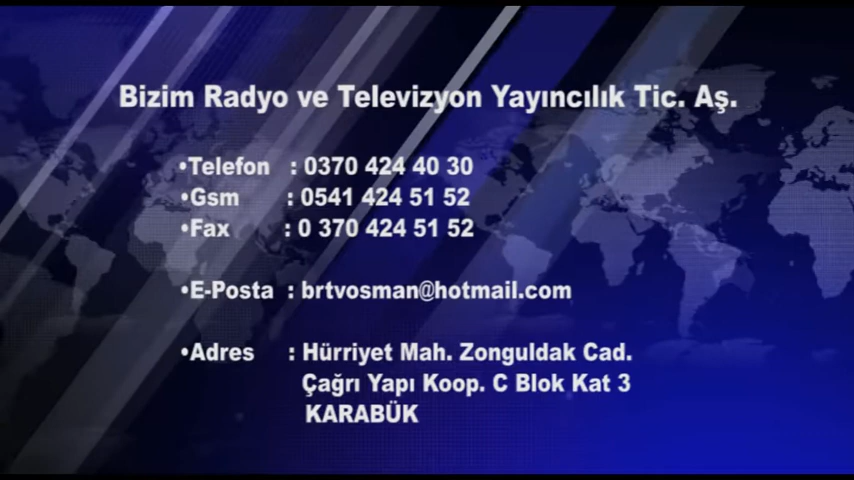 Bizim Radyo ve Televizyon Yayıncılık Tic. Aş.
•Telefon : 0370 424 40 30
•Gsm : 0541 424 51 52
•Fax : 0 370 424 51 52
•E-Posta : brtvosman@hotmail.com
•Adres : Hürriyet Mah. Zonguldak Cad.
Çağrı Yapı Koop. C Blok Kat 3
KARABÜK